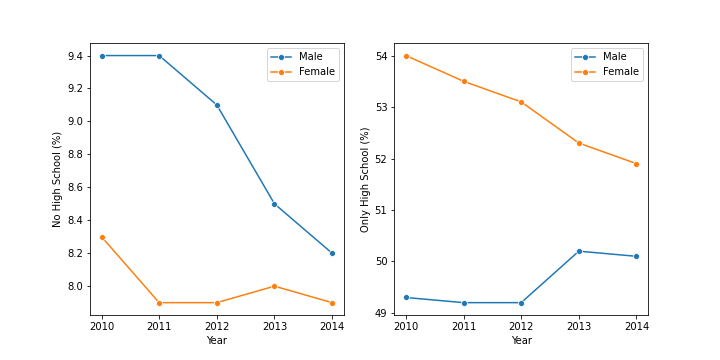 9.4
9.2
9.0
8.8
8.6
8.4
8.2
8.0
No High School (%)
2010 2011 2012 2013 2014
Year
Male
Female
54
53
52
51
50
49
Only High School (%)
2010 2011 2012 2013 2014
Year
Male
Female